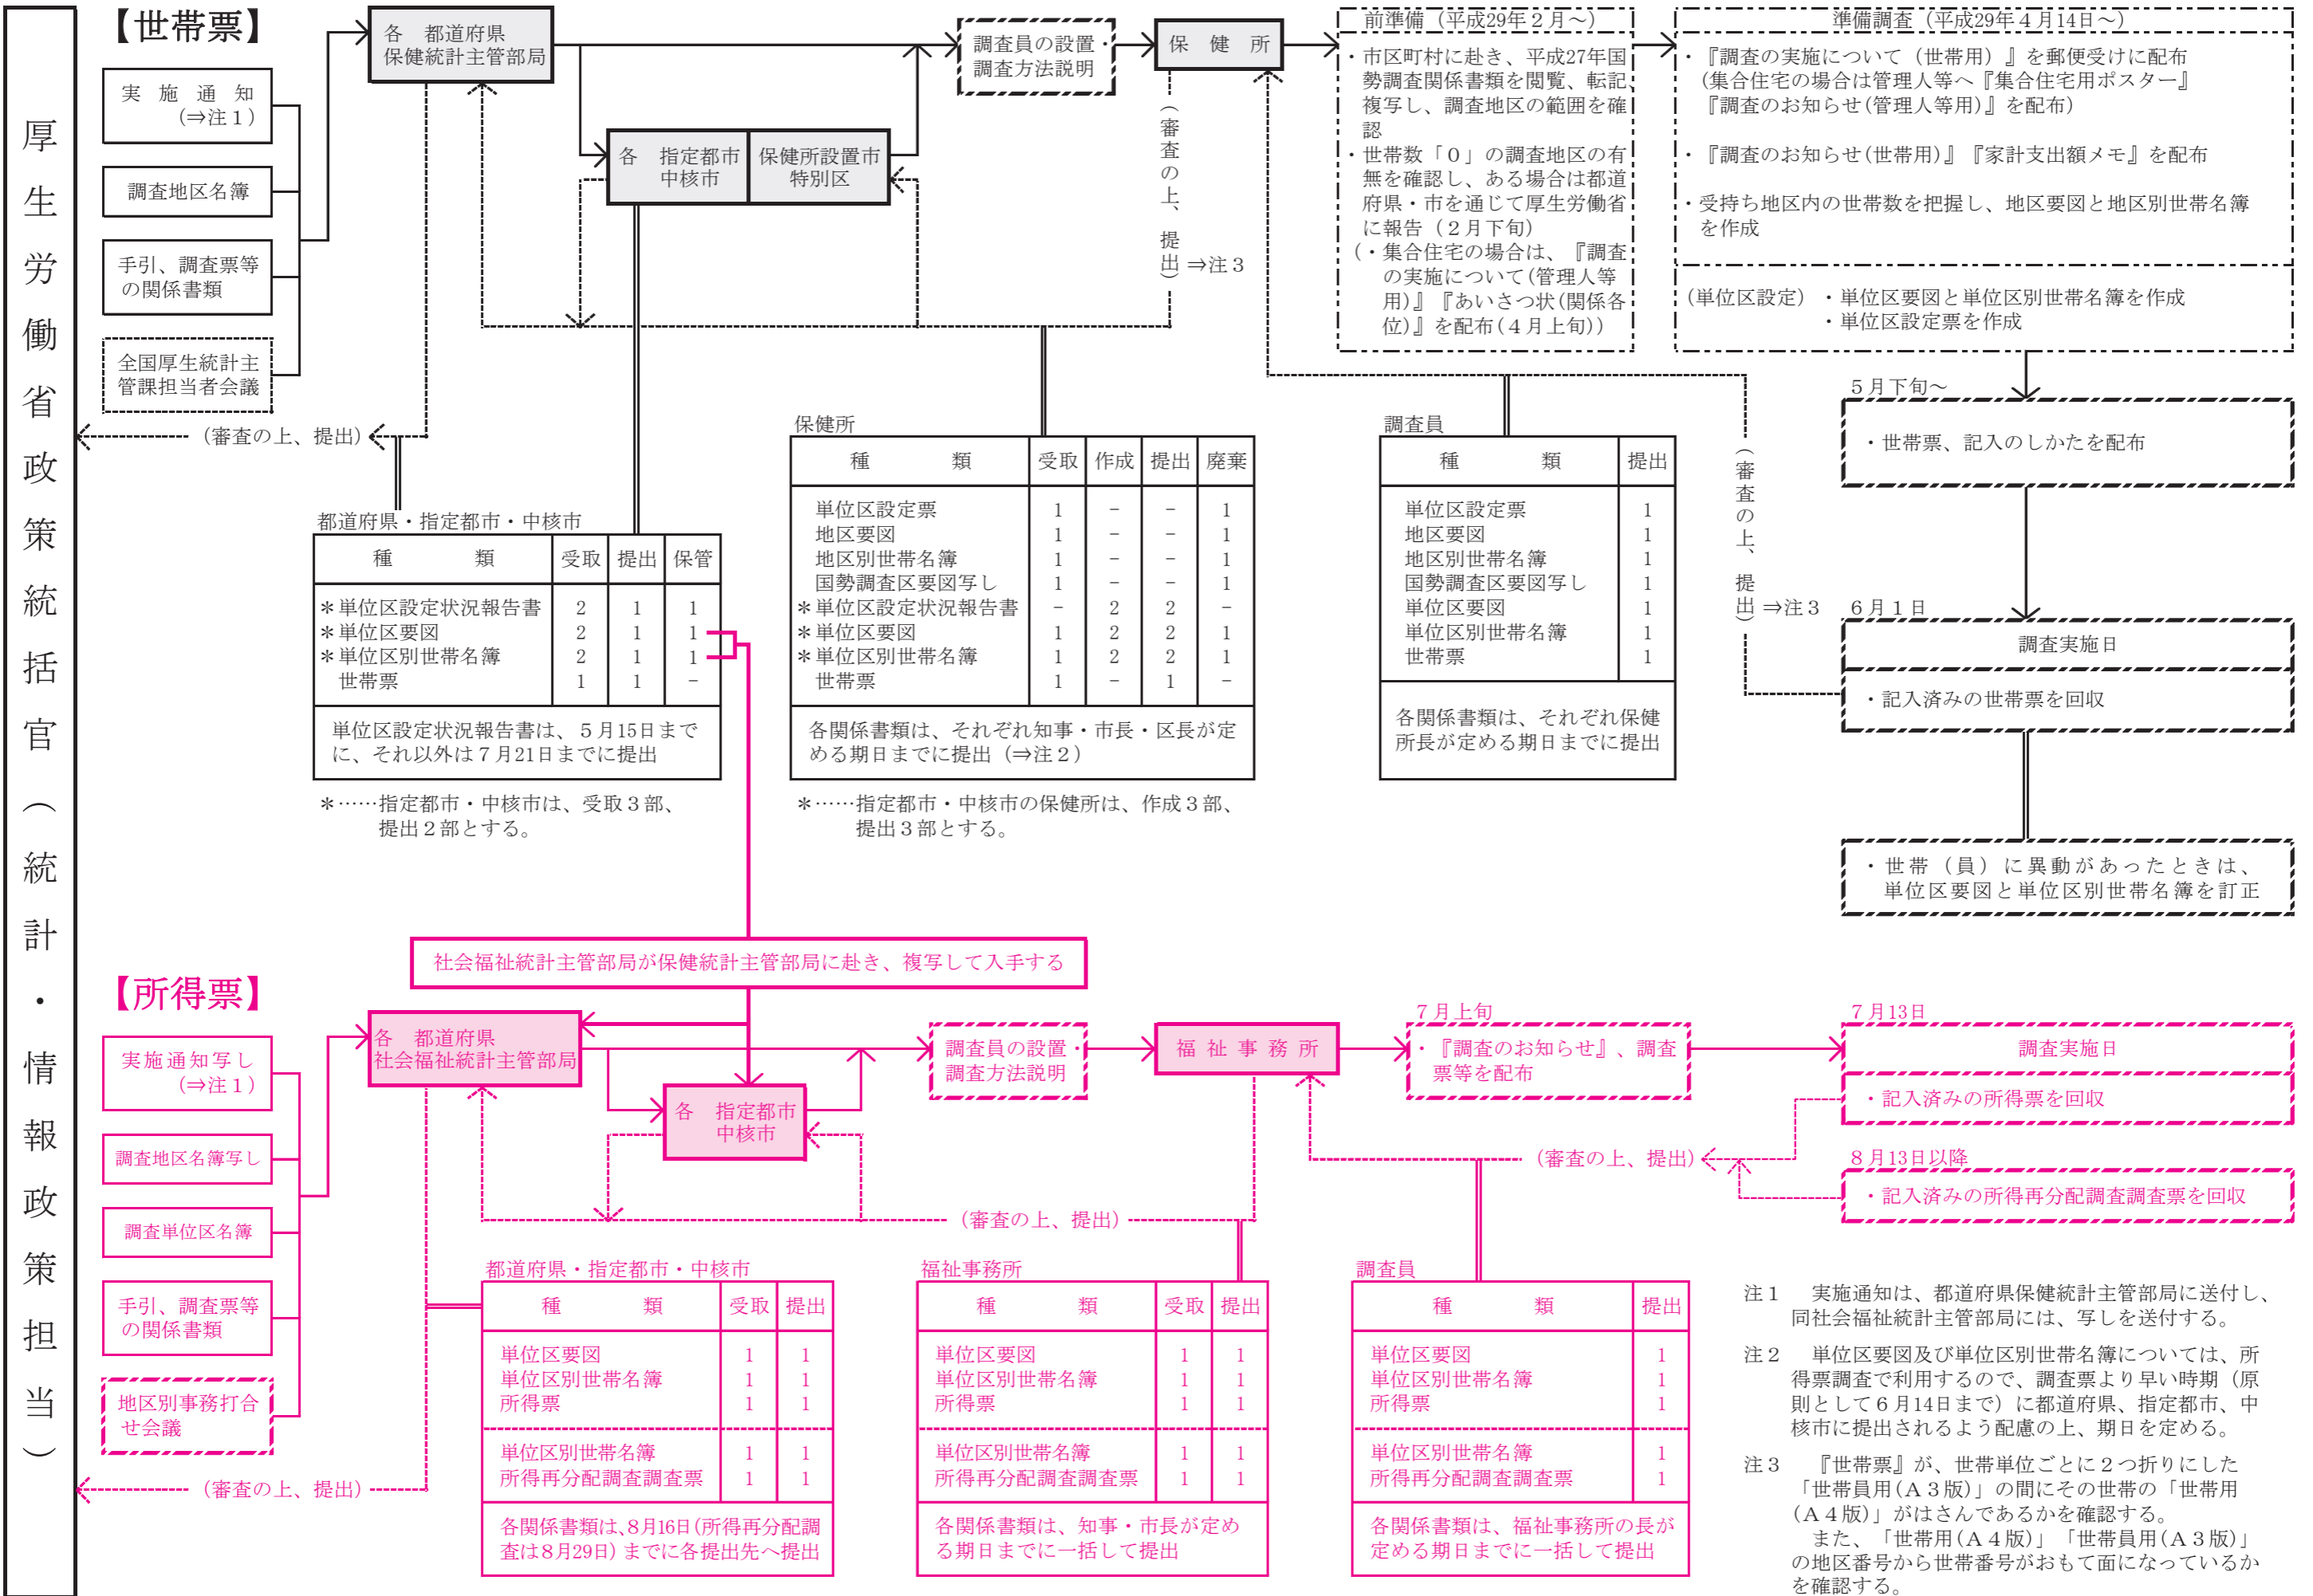 厚生労働省政策統括官（統計・情報政策担当）
【世帯票】
実施通知
(⇒注１)
調査地区名簿
手引、調査票等
の関係書類
全国厚生統計主
管課担当者会議
各　都道府県
保健統計主管部局
各　指定都市
中核市
保健所設置市
特別区
調査員の設置・
調査方法説明
保　健　所
（審査の上、提出）⇒注３
前準備（平成29年２月～）
・市区町村に赴き、平成27年国
勢調査関係書類を閲覧、転記、
複写し、調査地区の範囲を確
認
・世帯数「０」の調査地区の有
無を確認し、ある場合は都道
府県・市を通じて厚生労働省
に報告（２月下旬）
(・集合住宅の場合は、『調査
の実施について(管理人等
用)』『あいさつ状(関係各
位)』を配布(４月上旬))
準備調査（平成29年４月14日～）
・『調査の実施について（世帯用）』を郵便受けに配布
(集合住宅の場合は管理人等へ『集合住宅用ポスター』
『調査のお知らせ(管理人等用)』を配布)
・『調査のお知らせ(世帯用)』『家計支出額メモ』を配布
・受持ち地区内の世帯数を把握し、地区要図と地区別世帯名簿
を作成
(単位区設定）・単位区要図と単位区別世帯名簿を作成
・単位区設定票を作成
（審査の上、提出）
都道府県・指定都市・中核市
種　類　受取　提出　保管
＊単位区設定状況報告書　2　1　1
＊単位区要図　2　1　1
＊単位区別世帯名簿　2　1　1
世帯票　1　1　−
単位区設定状況報告書は、５月15日まで
に、それ以外は７月21日までに提出
＊……指定都市・中核市は、受取３部、
提出２部とする。
保健所
種　類　受取　作成　提出　廃棄
単位区設定票　1　−　−　1
地区要図　1　−　−　1
地区別世帯名簿　1　−　−　1
国勢調査区要図写し　1　−　−　1
＊単位区設定状況報告書　−　2　2　−
＊単位区要図　1　2　2　1
＊単位区別世帯名簿　1　2　2　1
世帯票　1　−　1　−
各関係書類は、それぞれ知事・市長・区長が定
める期日までに提出（⇒注２）
＊……指定都市・中核市の保健所は、作成３部、
提出３部とする。
調査員
種　類　提出
単位区設定票　1
地区要図　1
地区別世帯名簿　1
国勢調査区要図写し　1
単位区要図　1
単位区別世帯名簿　1
世帯票　1
各関係書類は、それぞれ保健
所長が定める期日までに提出
（審査の上、提出）⇒注３
５月下旬～
・世帯票、記入のしかたを配布
６月１日
調査実施日
・記入済みの世帯票を回収
・世帯（員）に異動があったときは、
単位区要図と単位区別世帯名簿を訂正
社会福祉統計主管部局が保健統計主管部局に赴き、複写して入手する
【所得票】
実施通知写し
(⇒注１)
調査地区名簿写し
調査単位区名簿
手引、調査票等
の関係書類
地区別事務打合
せ会議
各　都道府県
社会福祉統計主管部局
各　指定都市
中核市
調査員の設置・
調査方法説明
福祉事務所
７月上旬
・『調査のお知らせ』、調査
票等を配布
７月13日
調査実施日
・記入済みの所得票を回収
８月13日以降
・記入済みの所得再分配調査調査票を回収
（審査の上、提出）
（審査の上、提出）
（審査の上、提出）
都道府県・指定都市・中核市
種　類　受取　提出
単位区要図　1　1
単位区別世帯名簿　1　1
所得票　1　1
単位区別世帯名簿　1　1
所得再分配調査調査票　1　1
各関係書類は、8月16日(所得再分配調
査は8月29日)までに各提出先へ提出
福祉事務所
種　類　受取　提出
単位区要図　1　1
単位区別世帯名簿　1　1
所得票　1　1
単位区別世帯名簿　1　1
所得再分配調査調査票　1　1
各関係書類は、知事・市長が定め
る期日までに一括して提出
調査員
種　類　提出
単位区要図　1
単位区別世帯名簿　1
所得票　1
単位区別世帯名簿　1
所得再分配調査調査票　1
各関係書類は、福祉事務所の長が
定める期日までに一括して提出
注１　実施通知は、都道府県保健統計主管部局に送付し、
同社会福祉統計主管部局には、写しを送付する。
注２　単位区要図及び単位区別世帯名簿については、所
得票調査で利用するので、調査票より早い時期（原
則として６月14日まで）に都道府県、指定都市、中
核市に提出されるよう配慮の上、期日を定める。
注３　『世帯票』が、世帯単位ごとに２つ折りにした
「世帯員用(Ａ３版)」の間にその世帯の「世帯用
(Ａ４版)」がはさんであるかを確認する。
また、「世帯用(Ａ４版)」「世帯員用(Ａ３版)」
の地区番号から世帯番号がおもて面になっているか
を確認する。